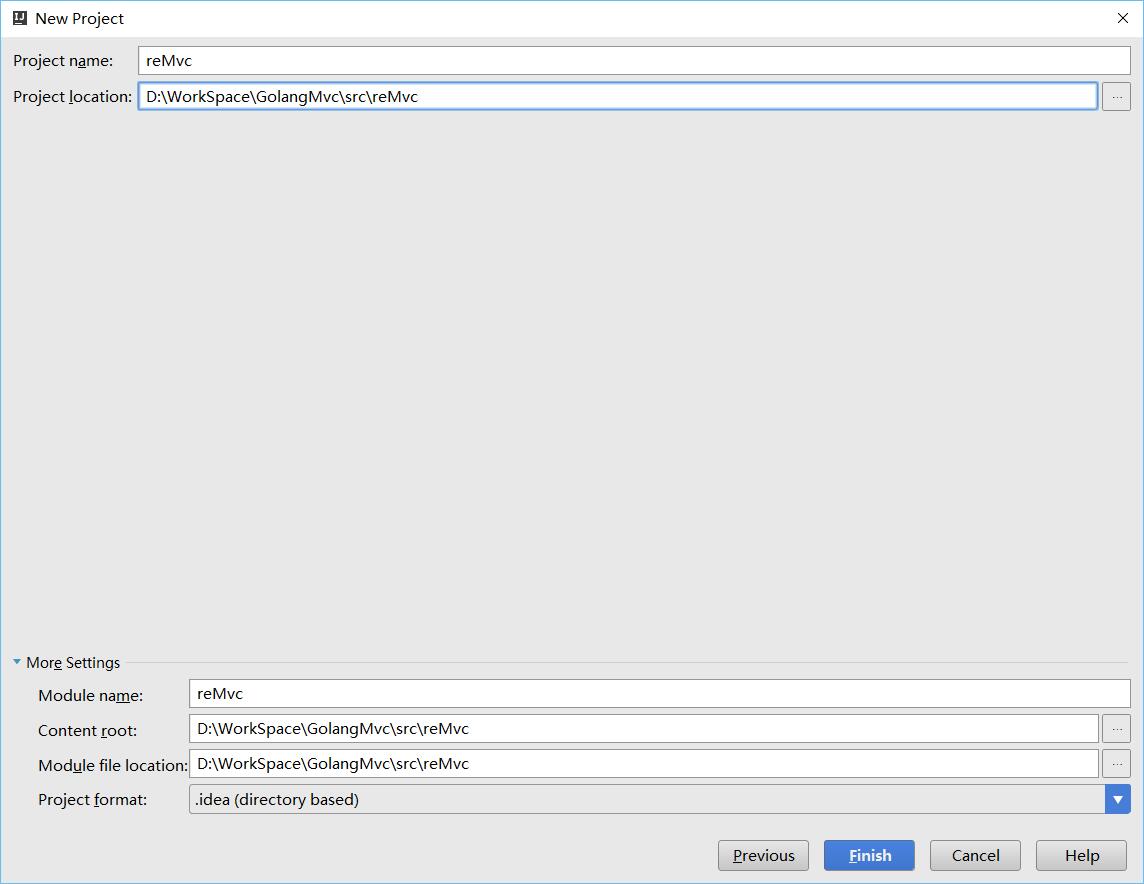 New Project
Project name: reMvc
Project location: D:\WorkSpace\GolangMvc\src\reMvc ...
More Settings
Module name: reMvc
Content root: D:\WorkSpace\GolangMvc\src\reMvc ...
Module file location: D:\WorkSpace\GolangMvc\src\reMvc ...
Project format: .idea (directory based)
Previous Finish Cancel Help